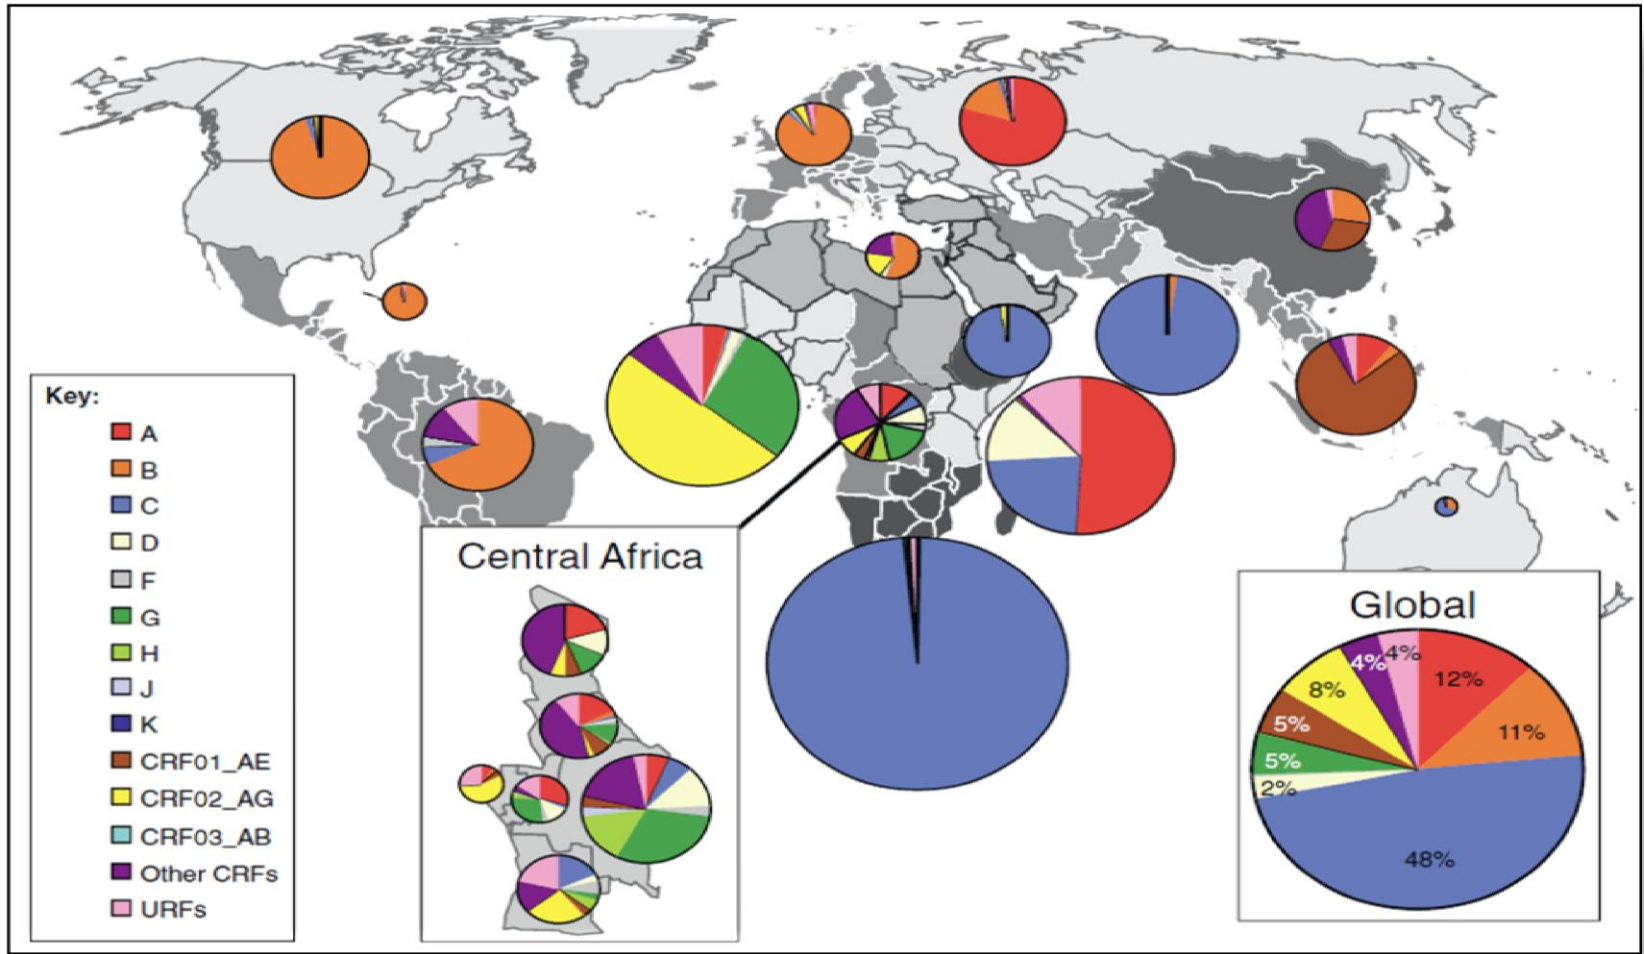 Key:
A
B
C
D
F
G
H
J
K
CRF01_AE
CRF02_AG
CRF03_AB
Other CRFs
URFs
Central Africa
Global
4%
4%
12%
8%
11%
5%
5%
2%
48%